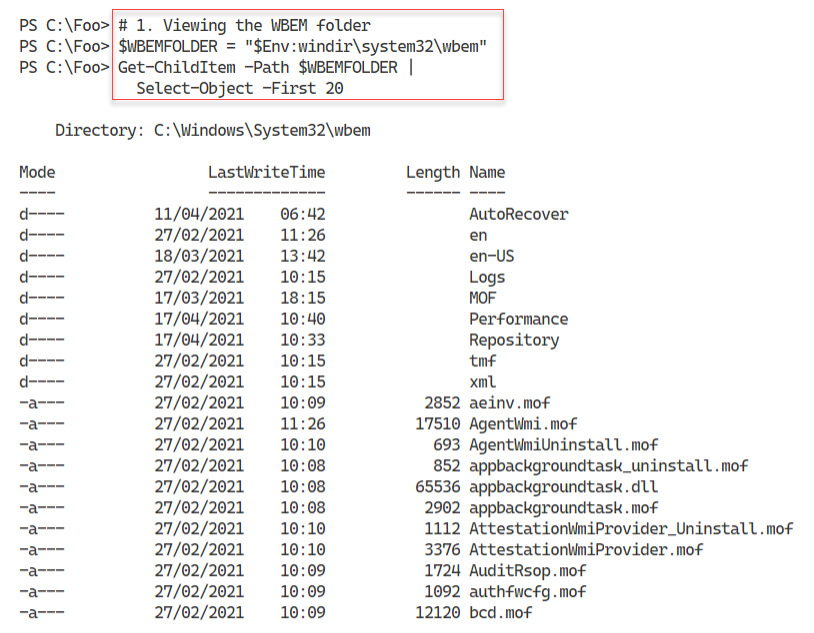 PS C:\Foo> # 1. Viewing the WBEM folder
PS C:\Foo> $WBEMFOLDER = "$Env:windir\system32\wbem"
PS C:\Foo> Get-ChildItem -Path $WBEMFOLDER |
Select-Object -First 20
Directory: C:\Windows\System32\wbem
Mode LastWriteTime Length Name
---- ------------- ------ ----
d---- 11/04/2021 06:42 AutoRecover
d---- 27/02/2021 11:26 en
d---- 18/03/2021 13:42 en-US
d---- 27/02/2021 10:15 Logs
d---- 17/03/2021 18:15 MOF
d---- 17/04/2021 10:40 Performance
d---- 17/04/2021 10:33 Repository
d---- 27/02/2021 10:15 tmf
d---- 27/02/2021 10:15 xml
-a--- 27/02/2021 10:09 2852 aeinv.mof
-a--- 27/02/2021 11:26 17510 AgentWmi.mof
-a--- 27/02/2021 10:10 693 AgentWmiUninstall.mof
-a--- 27/02/2021 10:08 852 appbackgroundtask_uninstall.mof
-a--- 27/02/2021 10:08 65536 appbackgroundtask.dll
-a--- 27/02/2021 10:08 2902 appbackgroundtask.mof
-a--- 27/02/2021 10:10 1112 AttestationWmiProvider_Uninstall.mof
-a--- 27/02/2021 10:10 3376 AttestationWmiProvider.mof
-a--- 27/02/2021 10:09 1724 AuditRsop.mof
-a--- 27/02/2021 10:09 1092 authfwcfg.mof
-a--- 27/02/2021 10:09 12120 bcd.mof